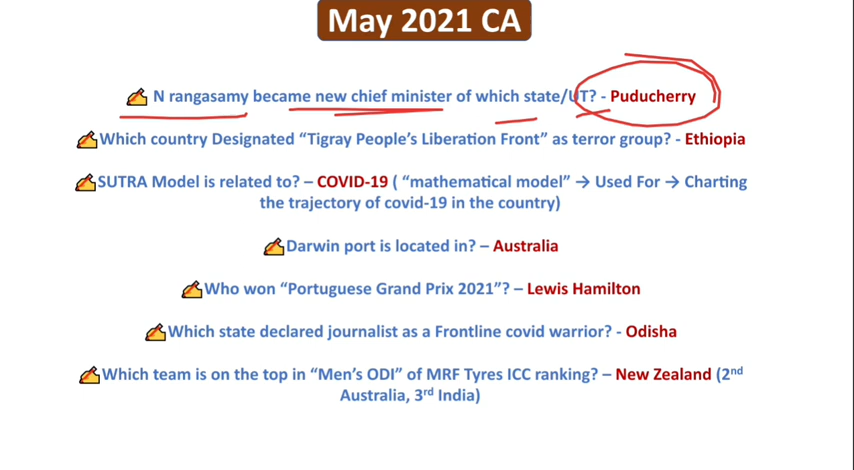 May 2021 CA
N rangasamy became new chief minister of which state/UT? - Puducherry
Which country Designated “Tigray People’s Liberation Front” as terror group? - Ethiopia
SUTRA Model is related to? – COVID-19 ( “mathematical model” → Used For → Charting
the trajectory of covid-19 in the country)
Darwin port is located in? – Australia
Who won “Portuguese Grand Prix 2021”? – Lewis Hamilton
Which state declared journalist as a Frontline covid warrior? - Odisha
Which team is on the top in “Men’s ODI” of MRF Tyres ICC ranking? – New Zealand (2nd
Australia, 3rd India)